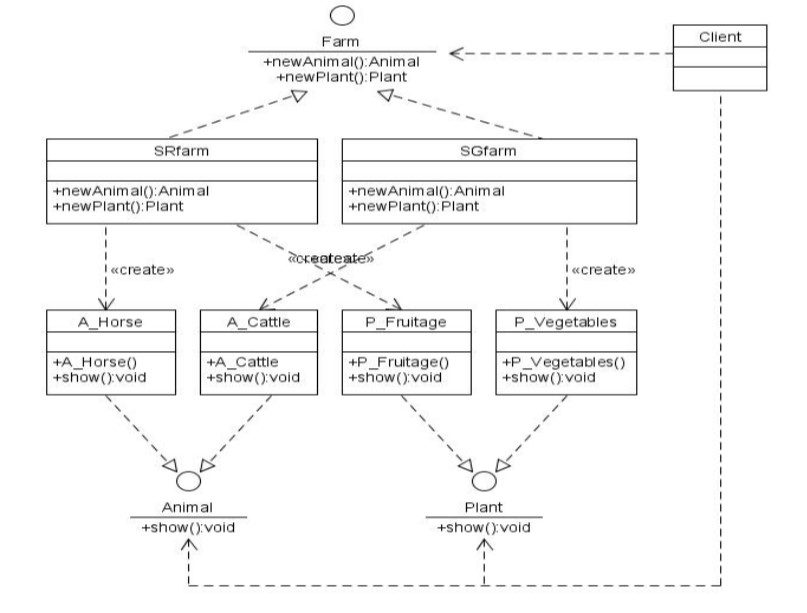 Farm
+newAnimal():Animal
+newPlant():Plant
Client
SRfarm
+newAnimal():Animal
+newPlant():Plant
SGfarm
+newAnimal():Animal
+newPlant():Plant
«create»
«create»
A_Horse
+A_Horse()
+show():void
A_Cattle
+A_Cattle
+show():void
P_Fruitage
+P_Fruitage()
+show():void
P_Vegetables
+P_Vegetables()
+show():void
Animal
+show():void
Plant
+show():void